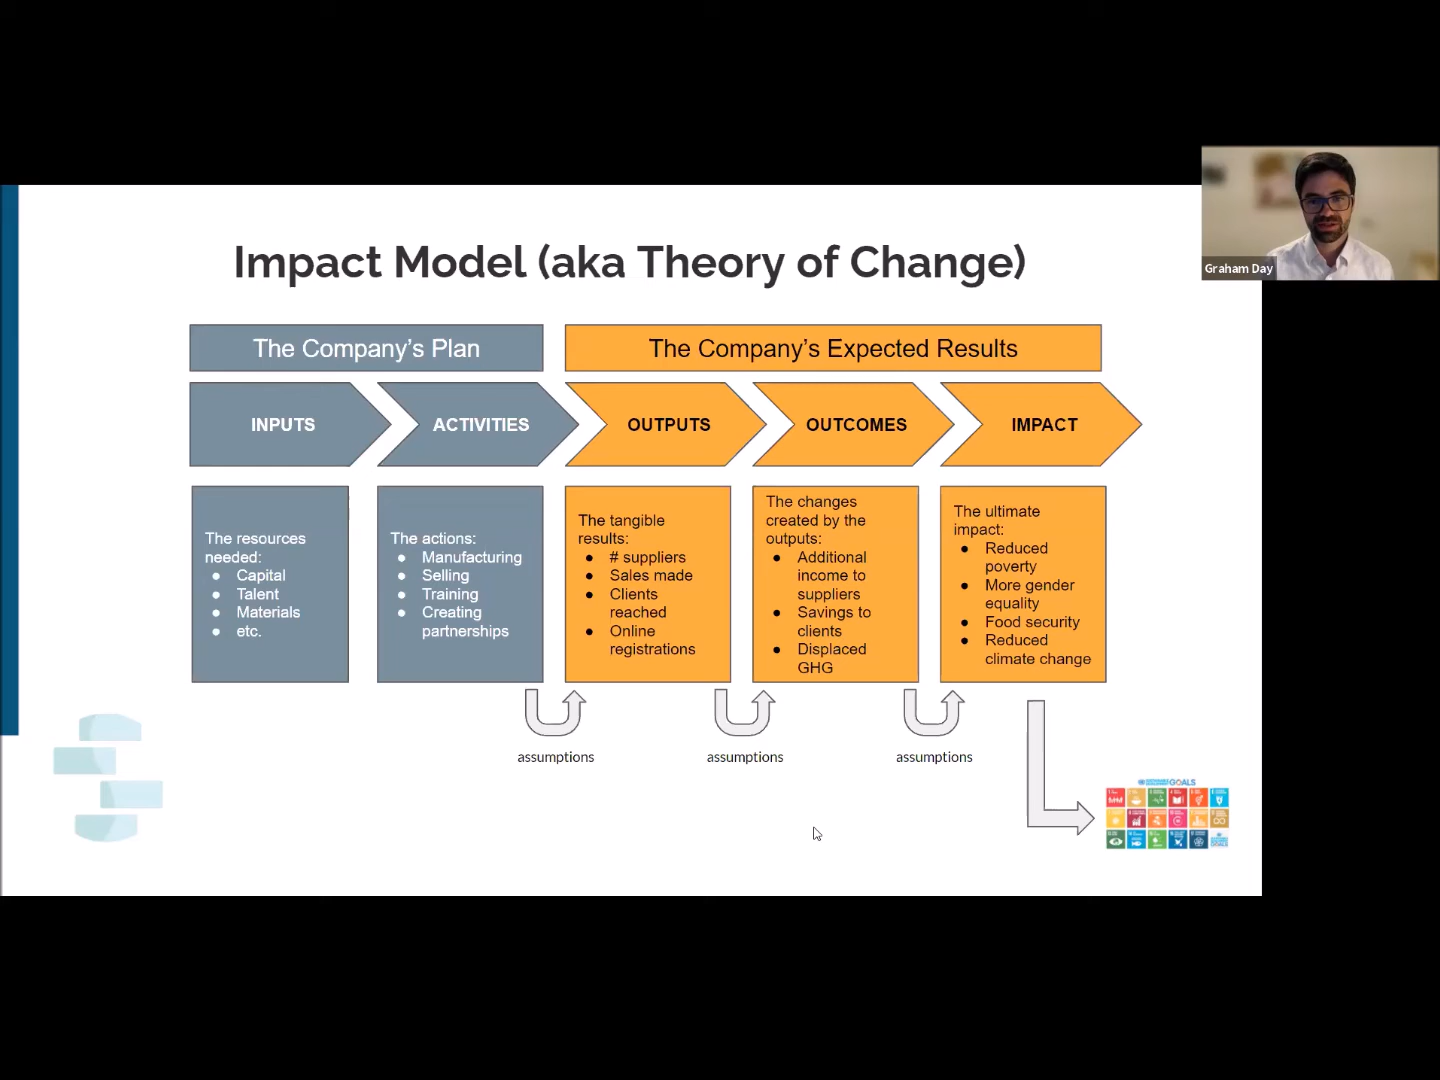 Impact Model (aka Theory of Change)
Graham Day
The Company's Plan
The Company's Expected Results
INPUTS
ACTIVITIES
OUTPUTS
OUTCOMES
IMPACT
The resources
needed:
● Capital
● Talent
● Materials
● etc.
The actions:
● Manufacturing
● Selling
● Training
● Creating
partnerships
The tangible
results:
● # suppliers
● Sales made
● Clients
reached
● Online
registrations
The changes
created by the
outputs:
● Additional
income to
suppliers
● Savings to
clients
● Displaced
GHG
The ultimate
impact:
● Reduced
poverty
● More gender
equality
● Food security
● Reduced
climate change
assumptions
assumptions
assumptions
GOALS